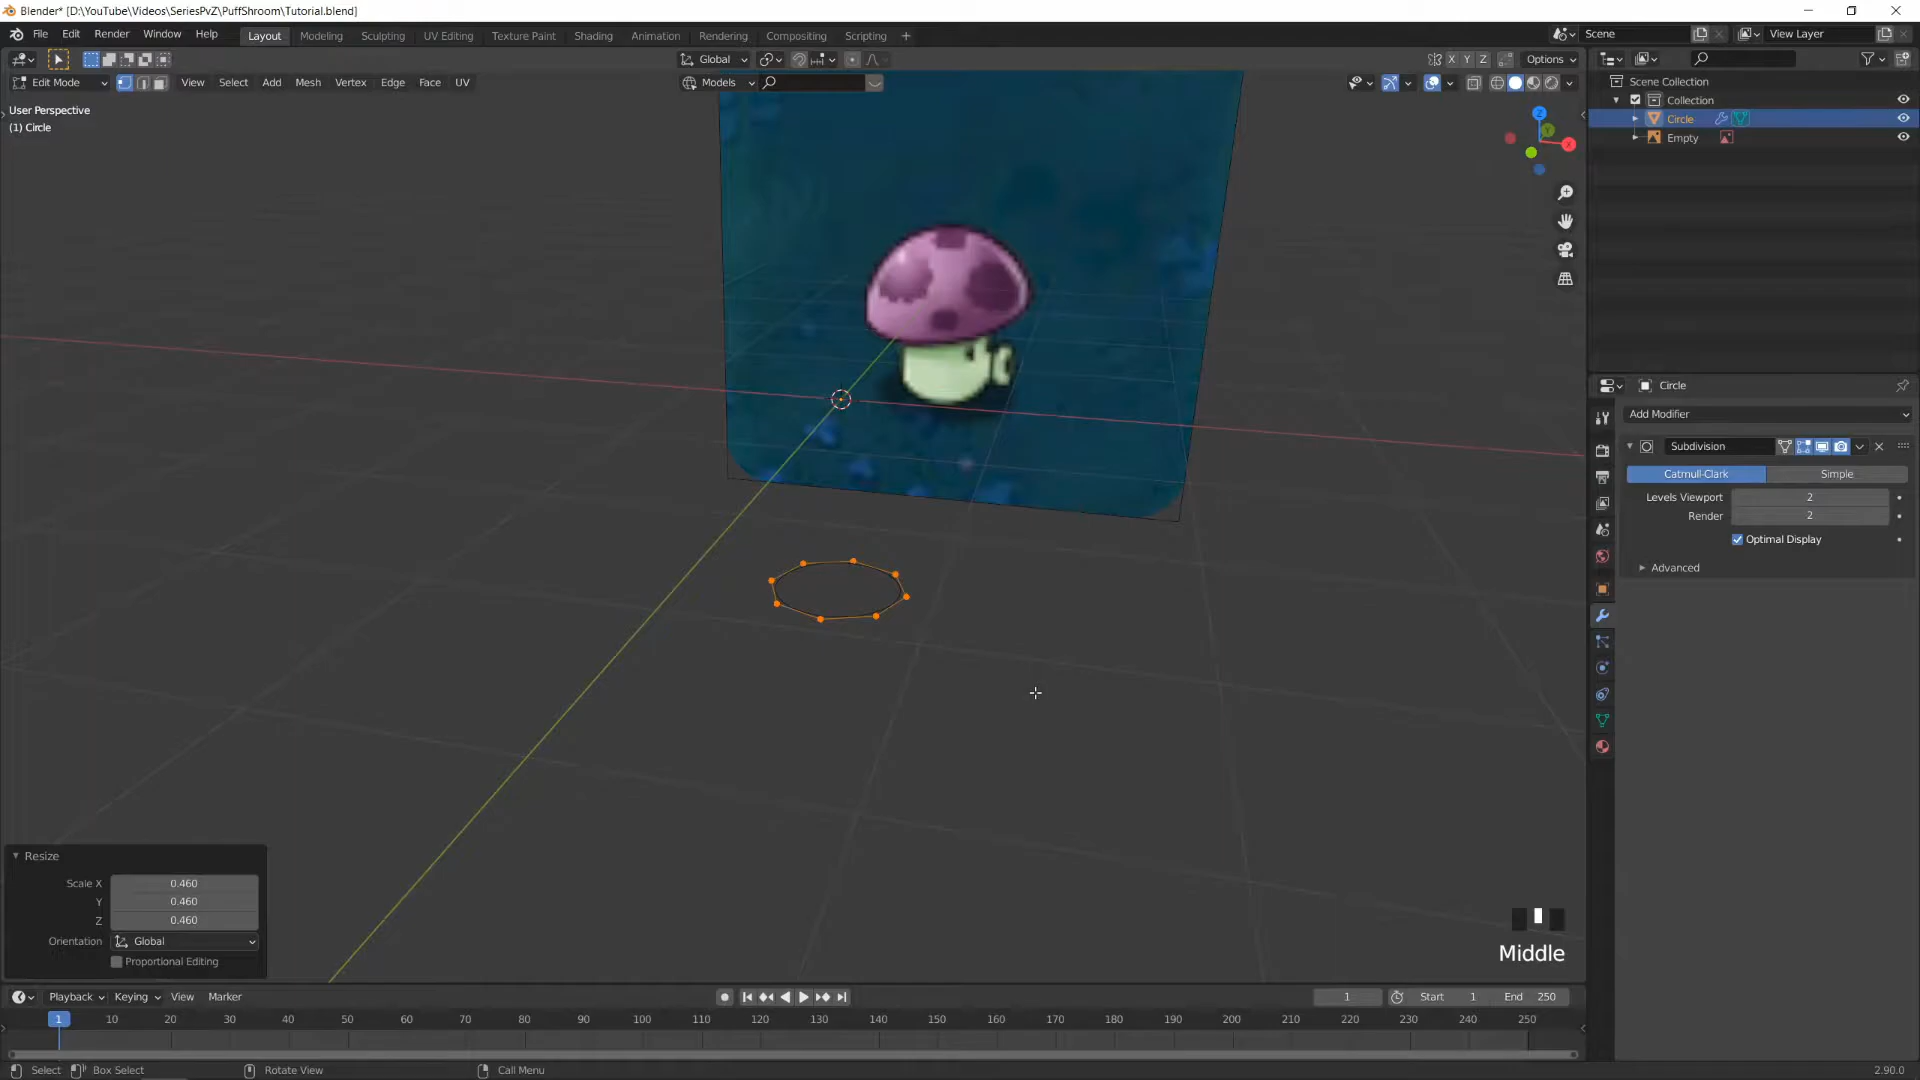 Blender* [D:\YouTube\Videos\SeriesPvZ\PuffShroom\Tutorial.blend]
File Edit Render Window Help Layout Modeling Sculpting UV Editing Texture Paint Shading Animation Rendering Compositing Scripting + Scene View Layer
Global X Y Z Options
Edit Mode View Select Add Mesh Vertex Edge Face UV Models
User Perspective
(1) Circle
Scene Collection
Collection
Circle
Empty
Circle
Add Modifier
Subdivision
Catmull-Clark Simple
Levels Viewport 2
Render 2
Optimal Display
Advanced
Z
Y
X
Resize
Scale X 0.460
Y 0.460
Z 0.460
Orientation Global
Proportional Editing
Middle
Playback Keying View Marker 1 Start 1 End 250
1 10 20 30 40 50 60 70 80 90 100 110 120 130 140 150 160 170 180 190 200 210 220 230 240 250
Select Box Select Rotate View Call Menu 2.90.0